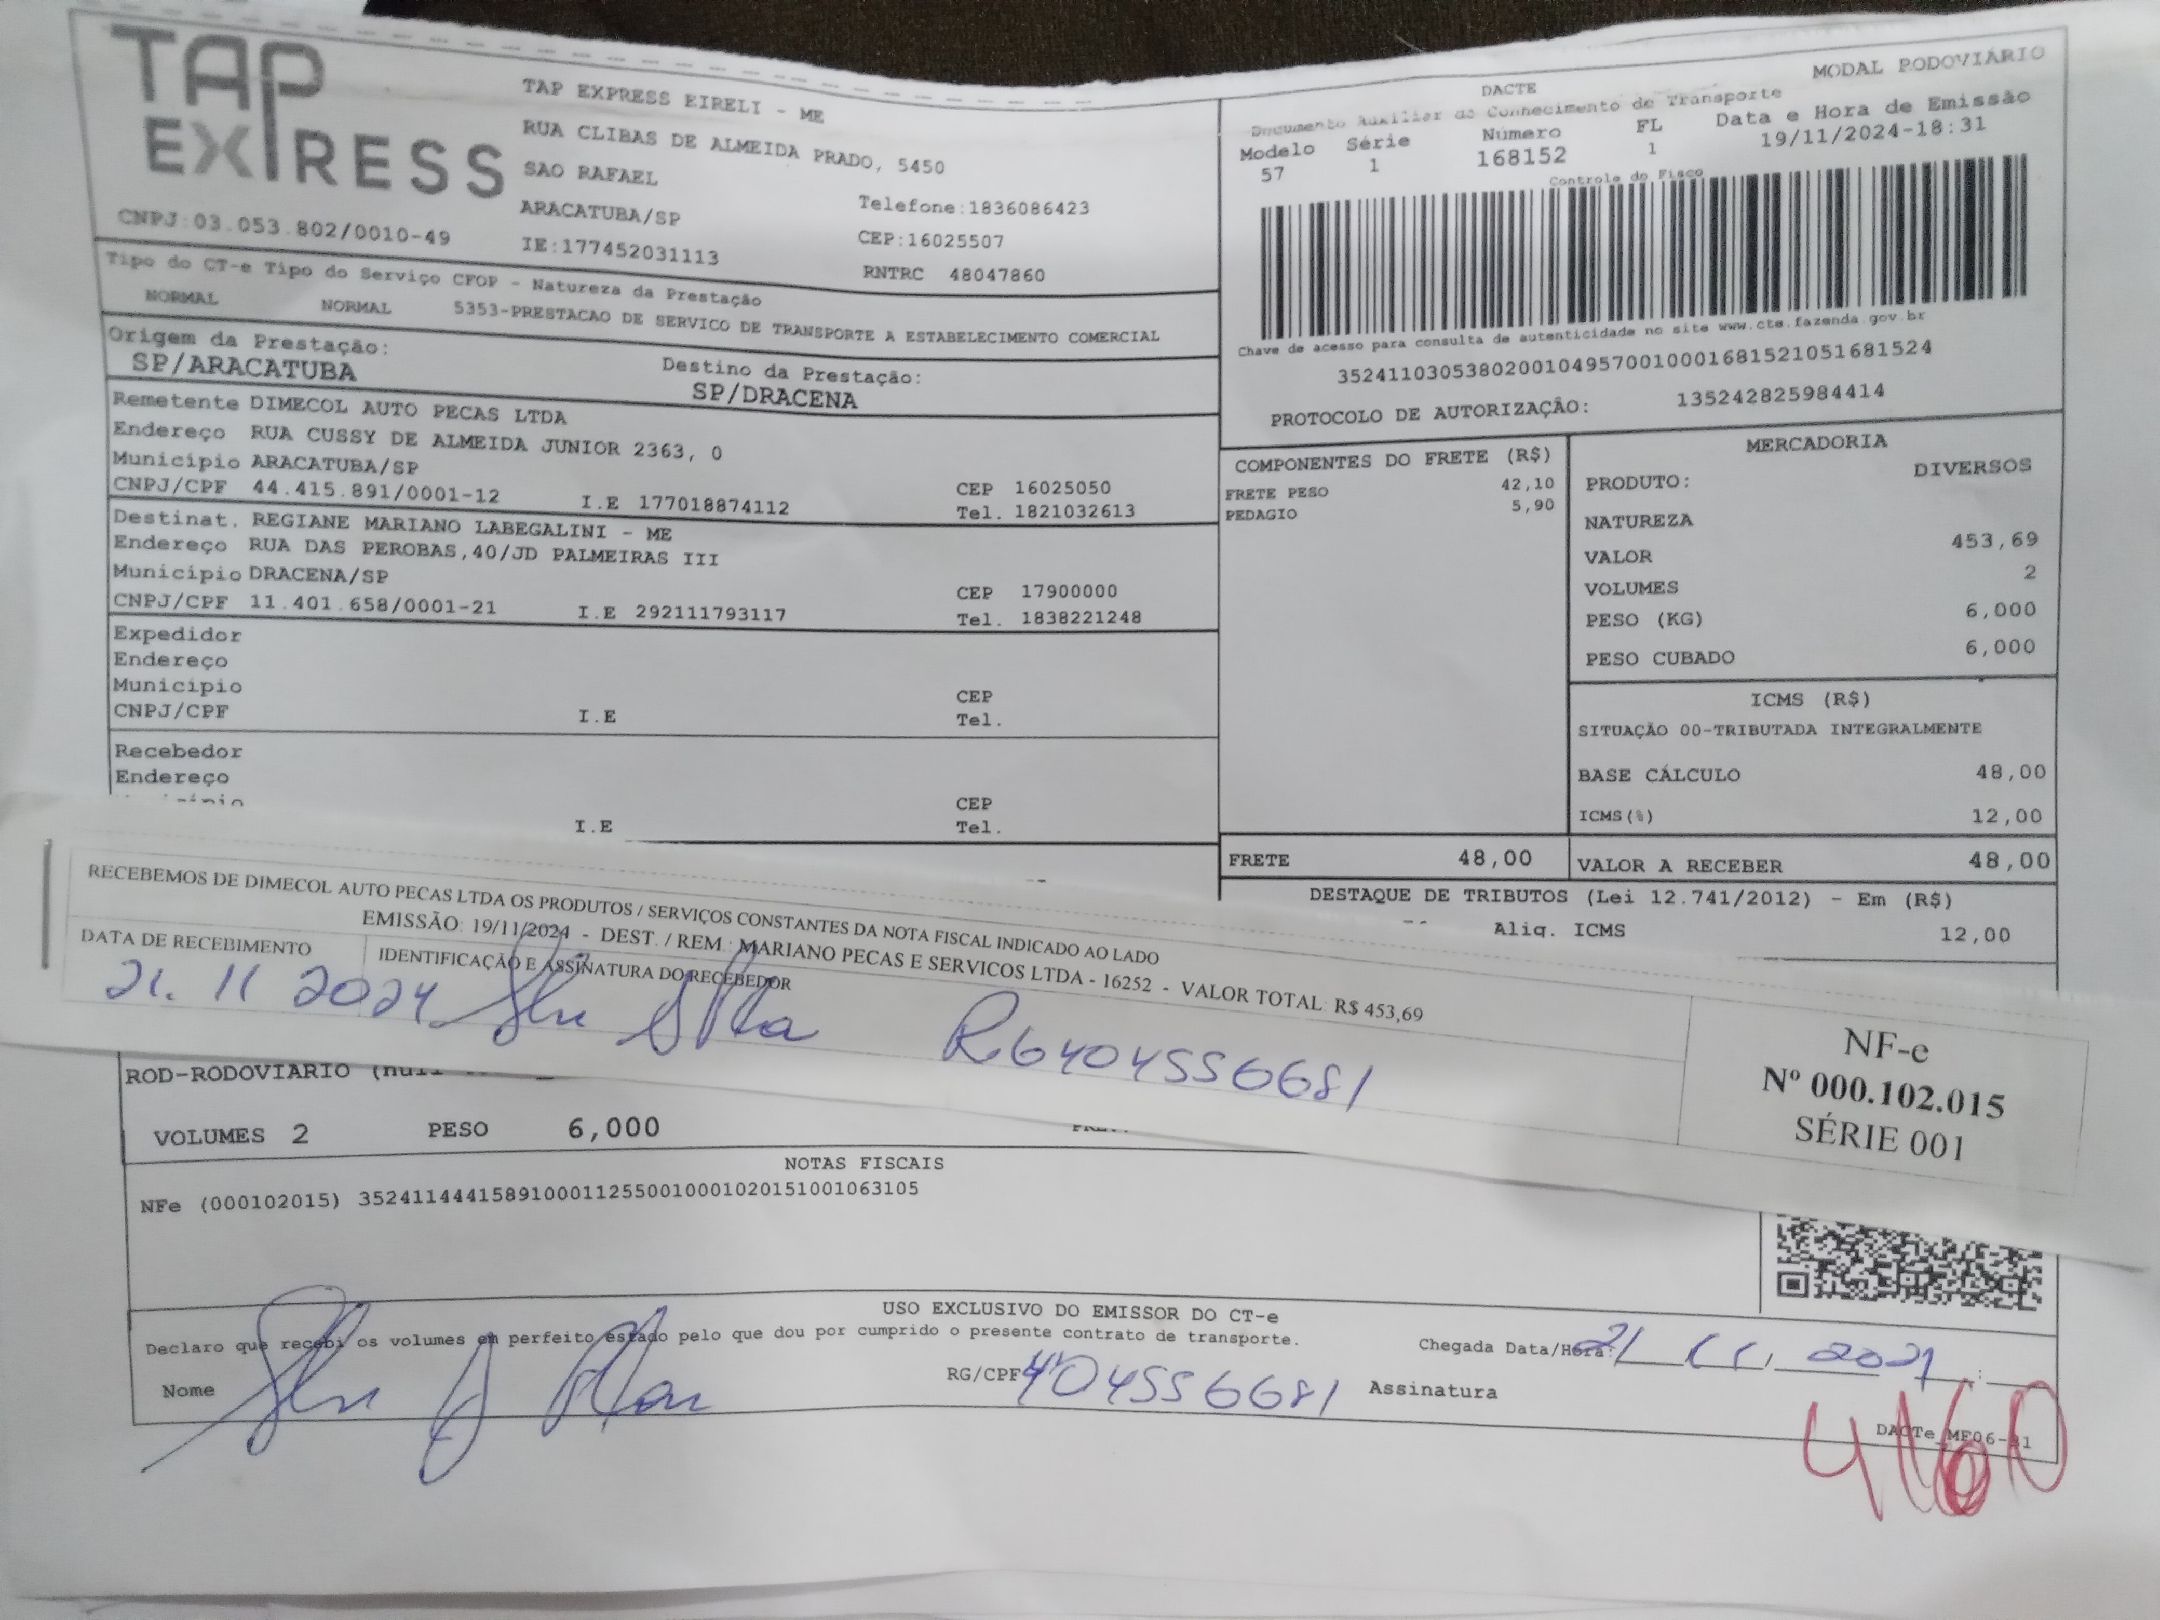 TAP
EXPRESS
CNPJ:03.053.802/0010-49
TAP EXPRESS EIRELI - ME
RUA CLIBAS DE ALMEIDA PRADO, 5450
SAO RAFAEL
ARACATUBA/SP Telefone:1836086423
IE:177452031113 CEP:16025507
RNTRC 48047860
DACTE MODAL RODOVIÁRIO
Documento Auxiliar do Conhecimento de Transporte
Modelo Série Número FL Data e Hora de Emissão
57 1 168152 1 19/11/2024-18:31
Controle do Fisco
Chave de acesso para consulta de autenticidade no site www.cte.fazenda.gov.br
35241103053802001049570010001681521051681524
PROTOCOLO DE AUTORIZAÇÃO: 135242825984414
Tipo do CT-e Tipo do Serviço CFOP - Natureza da Prestação
NORMAL NORMAL 5353-PRESTACAO DE SERVICO DE TRANSPORTE A ESTABELECIMENTO COMERCIAL
Origem da Prestação: Destino da Prestação:
SP/ARACATUBA SP/DRACENA
Remetente DIMECOL AUTO PECAS LTDA
Endereço RUA CUSSY DE ALMEIDA JUNIOR 2363, 0
Município ARACATUBA/SP CEP 16025050
CNPJ/CPF 44.415.891/0001-12 I.E 177018874112 Tel. 1821032613
Destinat. REGIANE MARIANO LABEGALINI - ME
Endereço RUA DAS PEROBAS,40/JD PALMEIRAS III
Município DRACENA/SP CEP 17900000
CNPJ/CPF 11.401.658/0001-21 I.E 292111793117 Tel. 1838221248
Expedidor
Endereço
Município CEP
CNPJ/CPF I.E Tel.
Recebedor
Endereço
CEP
I.E Tel.
COMPONENTES DO FRETE (R$)
FRETE PESO 42,10
PEDAGIO 5,90
MERCADORIA
PRODUTO: DIVERSOS
NATUREZA
VALOR 453,69
VOLUMES 2
PESO (KG) 6,000
PESO CUBADO 6,000
ICMS (R$)
SITUAÇÃO 00-TRIBUTADA INTEGRALMENTE
BASE CÁLCULO 48,00
ICMS(%) 12,00
FRETE 48,00 VALOR A RECEBER 48,00
DESTAQUE DE TRIBUTOS (Lei 12.741/2012) - Em (R$)
Aliq. ICMS 12,00
RECEBEMOS DE DIMECOL AUTO PECAS LTDA OS PRODUTOS / SERVIÇOS CONSTANTES DA NOTA FISCAL INDICADO AO LADO
EMISSÃO: 19/11/2024 - DEST. / REM.: MARIANO PECAS E SERVICOS LTDA - 16252 - VALOR TOTAL: R$ 453,69
DATA DE RECEBIMENTO IDENTIFICAÇÃO E ASSINATURA DO RECEBEDOR
21.11 2024 RG404556681
NF-e
Nº 000.102.015
SÉRIE 001
ROD-RODOVIARIO
VOLUMES 2 PESO 6,000
NOTAS FISCAIS
NFe (000102015) 35241144415891000112550010001020151001063105
USO EXCLUSIVO DO EMISSOR DO CT-e
Declaro que recebi os volumes em perfeito estado pelo que dou por cumprido o presente contrato de transporte.
Chegada Data/Hora:
Nome RG/CPF 404556681 Assinatura